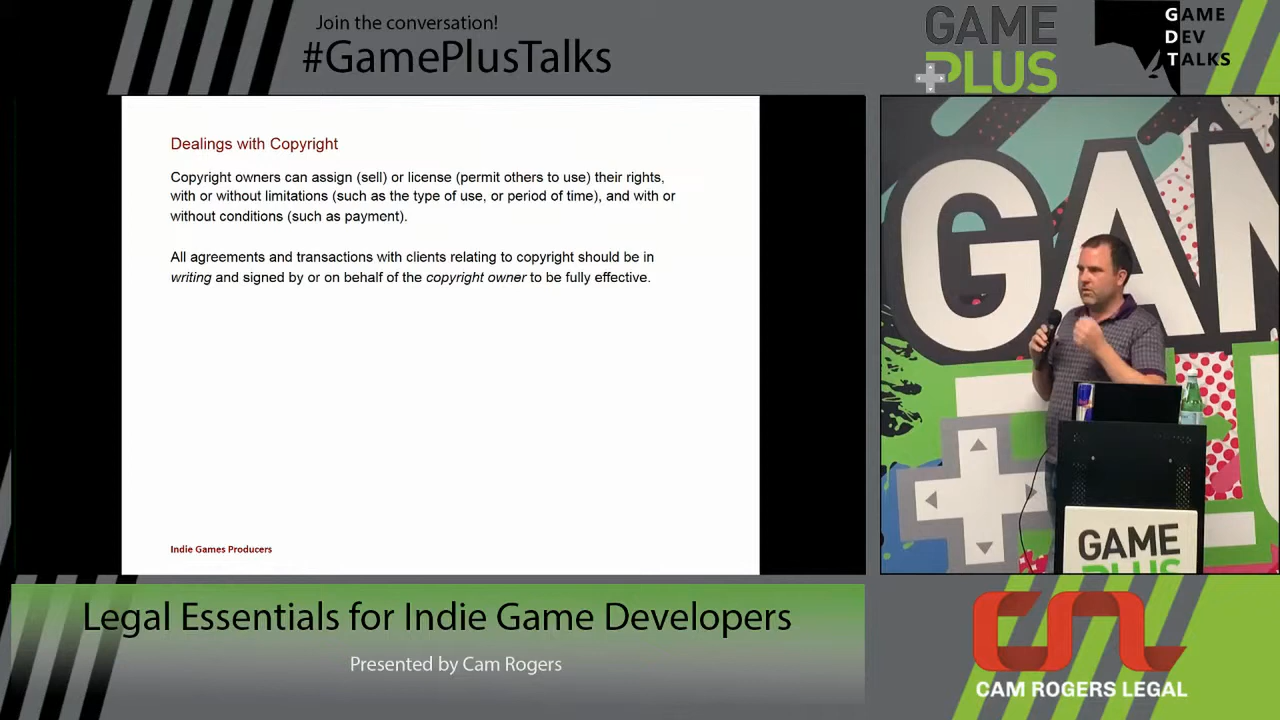 Join the conversation!
#GamePlusTalks
GAME
PLUS
GAME
DEV
TALKS
Dealings with Copyright
Copyright owners can assign (sell) or license (permit others to use) their rights,
with or without limitations (such as the type of use, or period of time), and with or
without conditions (such as payment).
All agreements and transactions with clients relating to copyright should be in
writing and signed by or on behalf of the copyright owner to be fully effective.
Indie Games Producers
GAM
GAME
PLUS
Legal Essentials for Indie Game Developers
Presented by Cam Rogers
CAM ROGERS LEGAL